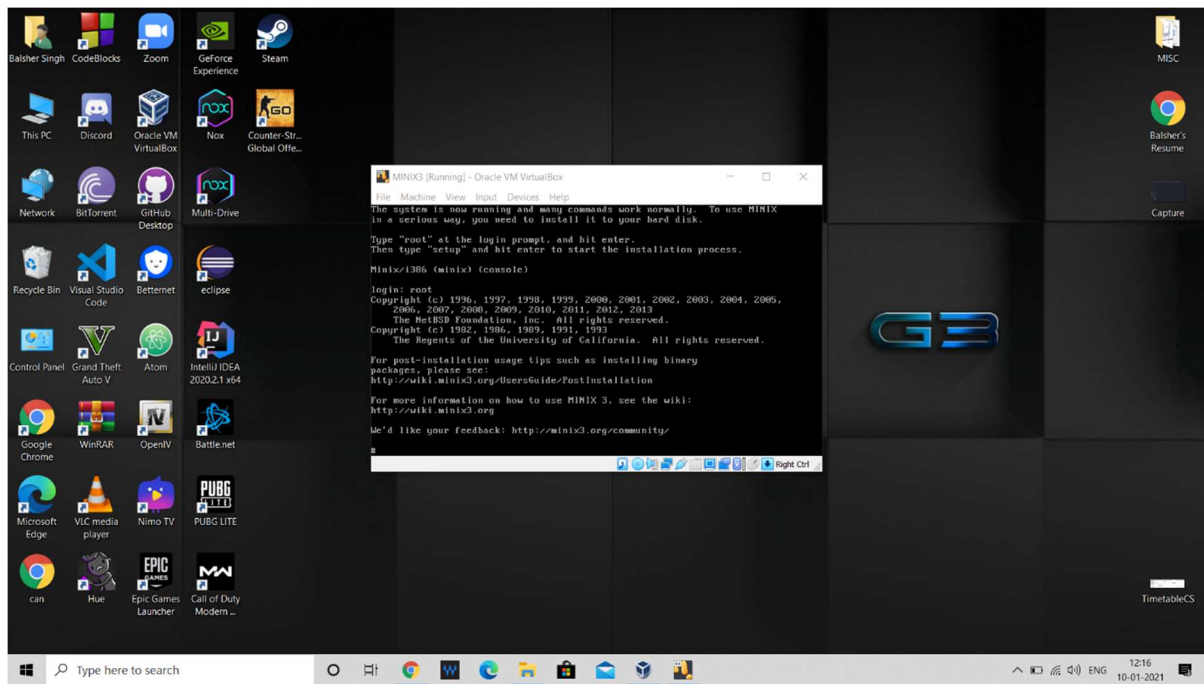 Balsher Singh
CodeBlocks
Zoom
GeForce
Experience
Steam
This PC
Discord
Oracle VM
VirtualBox
Nox
Counter-Str...
Global Offe...
Network
BitTorrent
GitHub
Desktop
Multi-Drive
Recycle Bin
Visual Studio
Code
Betternet
eclipse
Control Panel
Grand Theft
Auto V
Atom
IntelliJ IDEA
2020.2.1 x64
Google
Chrome
WinRAR
OpenIV
Battle.net
Microsoft
Edge
VLC media
player
Nimo TV
PUBG LITE
can
Hue
Epic Games
Launcher
Call of Duty
Modern ...
MINIX3 [Running] - Oracle VM VirtualBox
File Machine View Input Devices Help
The system is now running and many commands work normally. To use MINIX
in a serious way, you need to install it to your hard disk.
Type "root" at the login prompt, and hit enter.
Then type "setup" and hit enter to start the installation process.
Minix/i386 (minix) (console)
login: root
Copyright (c) 1996, 1997, 1998, 1999, 2000, 2001, 2002, 2003, 2004, 2005,
2006, 2007, 2008, 2009, 2010, 2011, 2012, 2013
The NetBSD Foundation, Inc. All rights reserved.
Copyright (c) 1982, 1986, 1989, 1991, 1993
The Regents of the University of California. All rights reserved.
For post-installation usage tips such as installing binary
packages, please see:
http://wiki.minix3.org/UsersGuide/PostInstallation
For more information on how to use MINIX 3, see the wiki:
http://wiki.minix3.org
We'd like your feedback: http://minix3.org/community/
#
Right Ctrl
G3
MISC
Balsher's
Resume
Capture
TimetableCS
Type here to search
ENG
12:16
10-01-2021